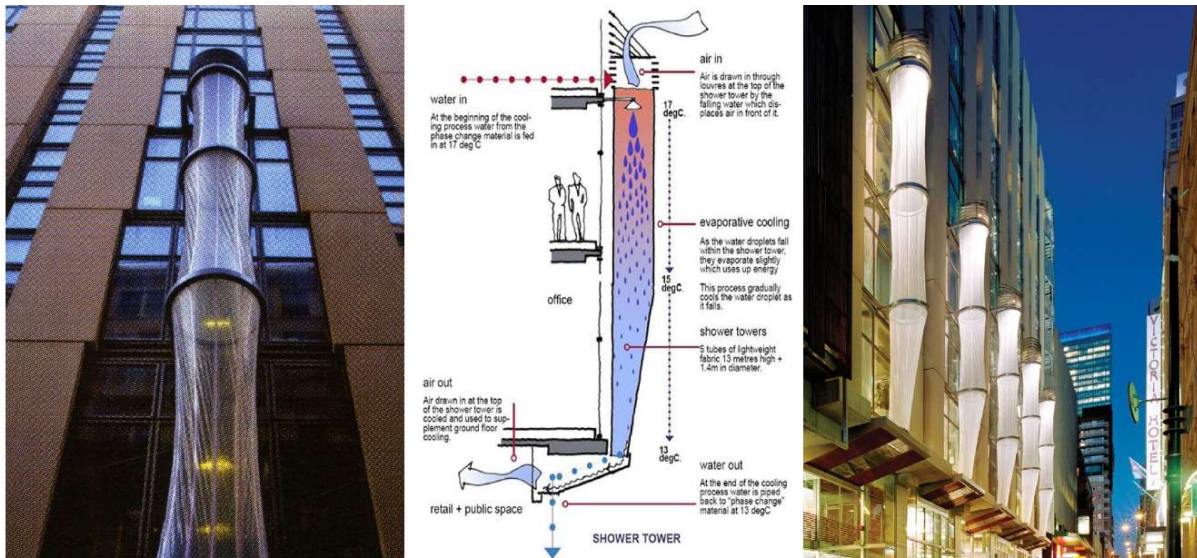 air in
Air is drawn in through
louvres at the top of the
shower tower by the
falling water which dis-
places air in front of it.
water in
At the beginning of the cool-
ing process water from the
phase change material is fed
in at 17 deg C
17
degC.
evaporative cooling
As the water droplets fall
within the shower tower,
they evaporate slightly
which uses up energy
This process gradually
cools the water droplet as
it falls.
15
degC.
office
shower towers
5 tubes of lightweight
fabric 13 metres high +
1.4m in diameter.
air out
Air drawn in at the top
of the shower tower is
cooled and used to sup-
plement ground floor
cooling.
13
degC.
water out
At the end of the cooling
process water is piped
back to "phase change"
material at 13 degC
retail + public space
SHOWER TOWER
VICTORIA HOTEL